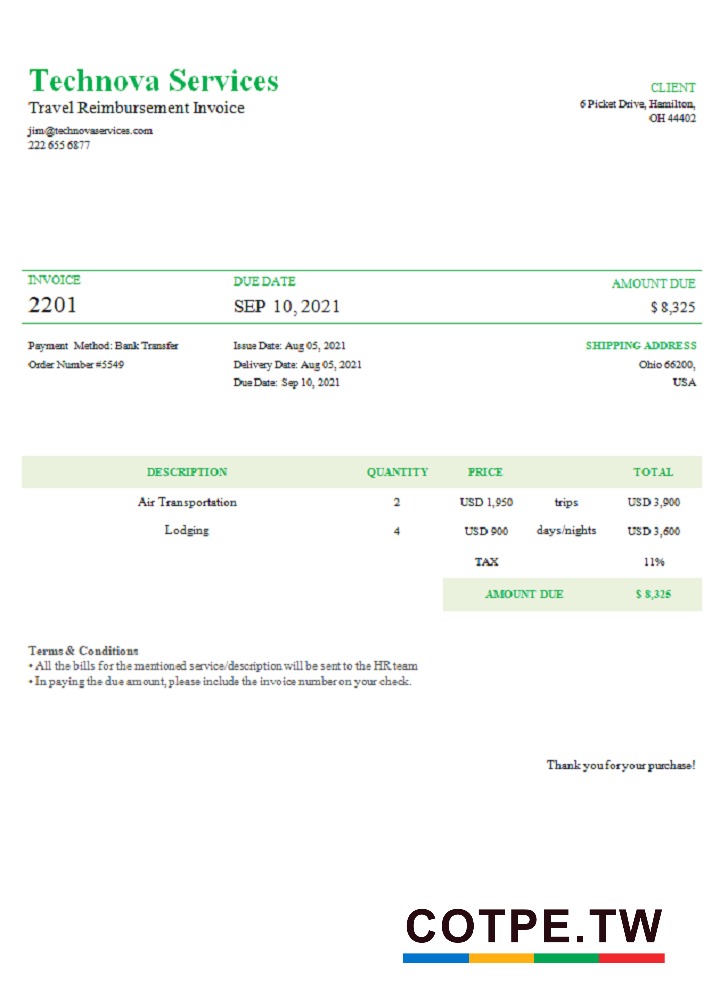 Technova Services
Travel Reimbursement Invoice
jim@technovaservices.com
222 655 6877
CLIENT
6 Picket Drive, Hamilton,
OH 44402
INVOICE
2201
DUE DATE
SEP 10, 2021
AMOUNT DUE
$ 8,325
Payment Method: Bank Transfer
Order Number #5549
Issue Date: Aug 05, 2021
Delivery Date: Aug 05, 2021
Due Date: Sep 10, 2021
SHIPPING ADDRESS
Ohio 66200,
USA
DESCRIPTION QUANTITY PRICE TOTAL
Air Transportation 2 USD 1,950 trips USD 3,900
Lodging 4 USD 900 days/nights USD 3,600
TAX 11%
AMOUNT DUE $ 8,325
Terms & Conditions
• All the bills for the mentioned service/description will be sent to the HR team
• In paying the due amount, please include the invoice number on your check.
Thank you for your purchase!
COTPE.TW